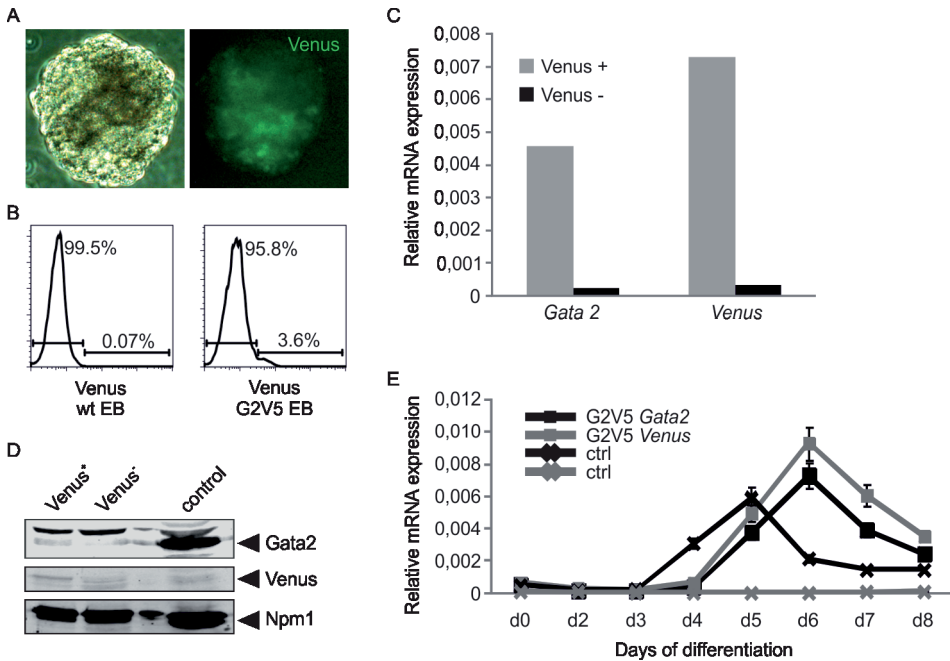 A
Venus
B
99.5%
0.07%
Venus
wt EB
95.8%
3.6%
Venus
G2V5 EB
C
Relative mRNA expression
0,008
0,007
0,006
0,005
0,004
0,003
0,002
0,001
0
Venus +
Venus -
Gata 2
Venus
D
Venus+
Venus-
control
Gata2
Venus
Npm1
E
Relative mRNA expression
0,012
0,010
0,008
0,006
0,004
0,002
0
G2V5 Gata2
G2V5 Venus
ctrl
ctrl
d0 d2 d3 d4 d5 d6 d7 d8
Days of differentiation